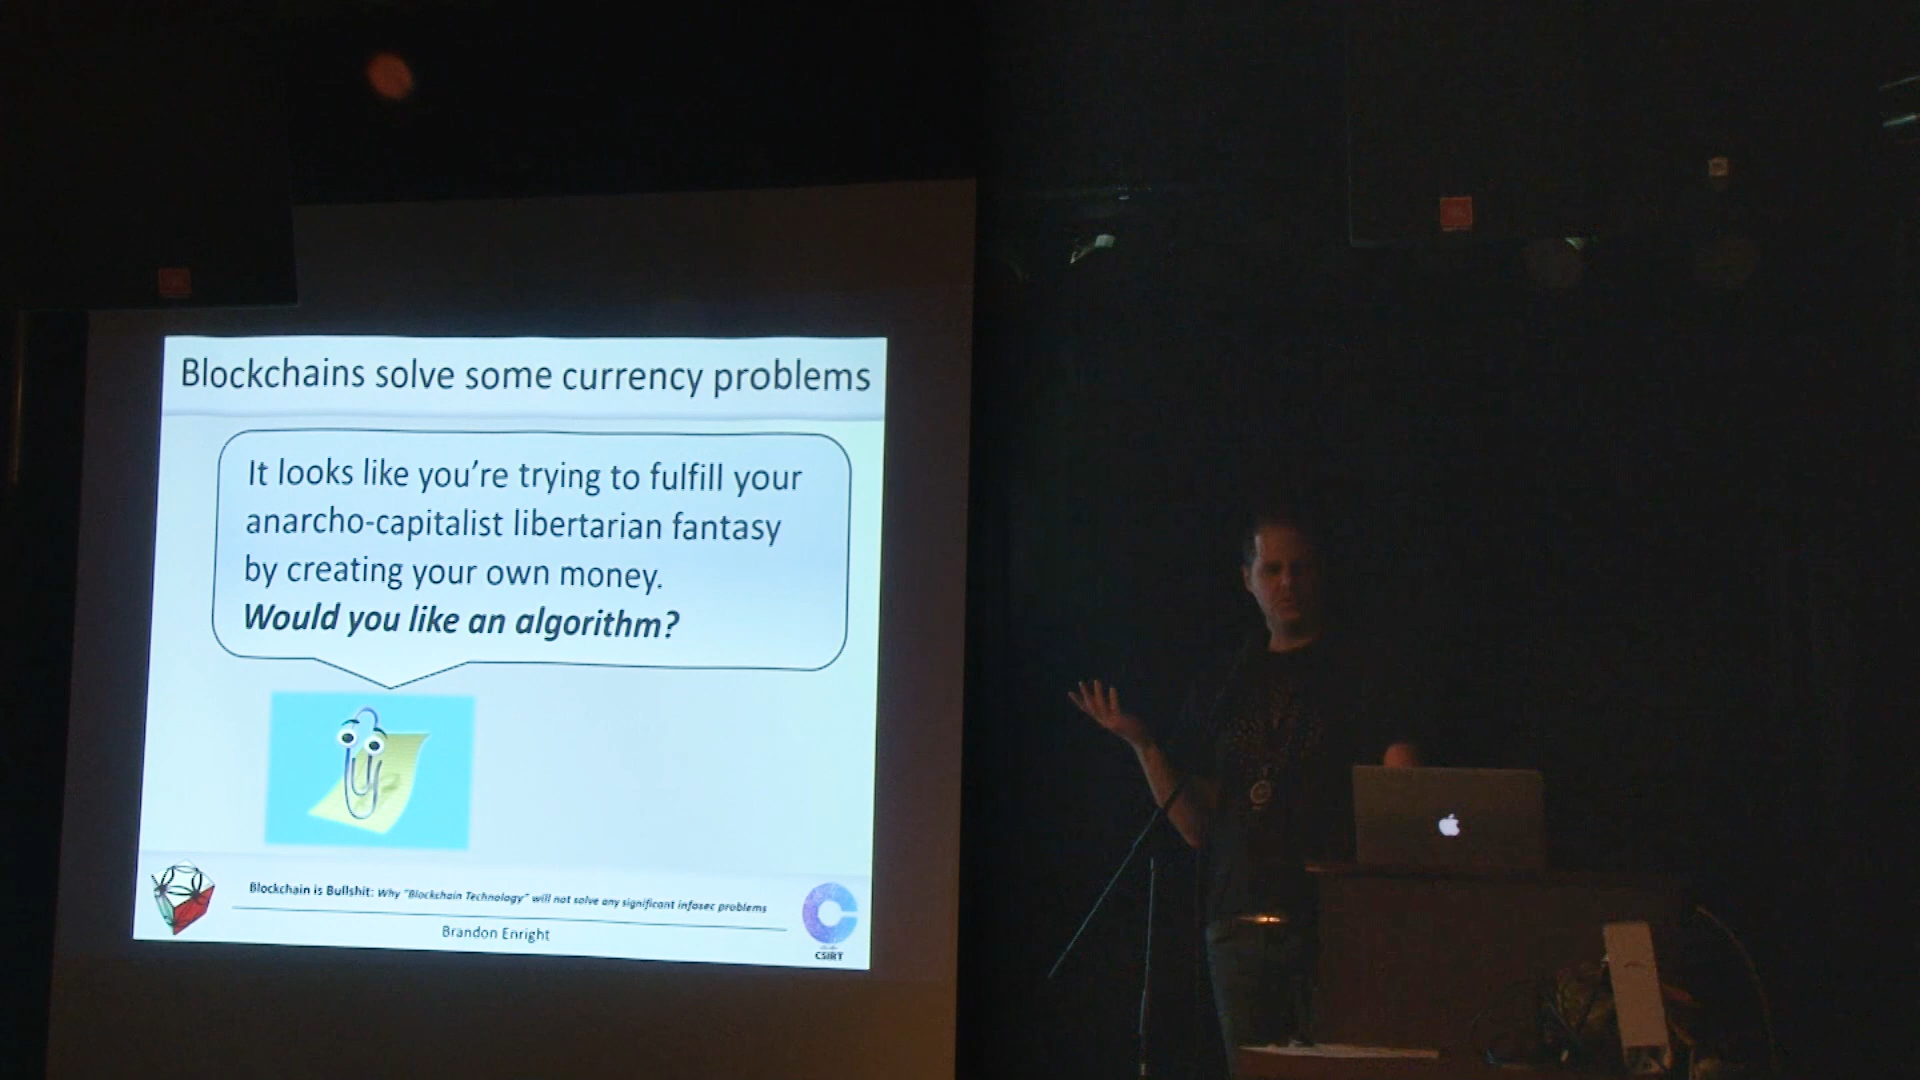 Blockchains solve some currency problems
It looks like you're trying to fulfill your
anarcho-capitalist libertarian fantasy
by creating your own money.
Would you like an algorithm?
Blockchain is Bullshit: Why "Blockchain Technology" will not solve any significant infosec problems
Brandon Enright
CSIRT